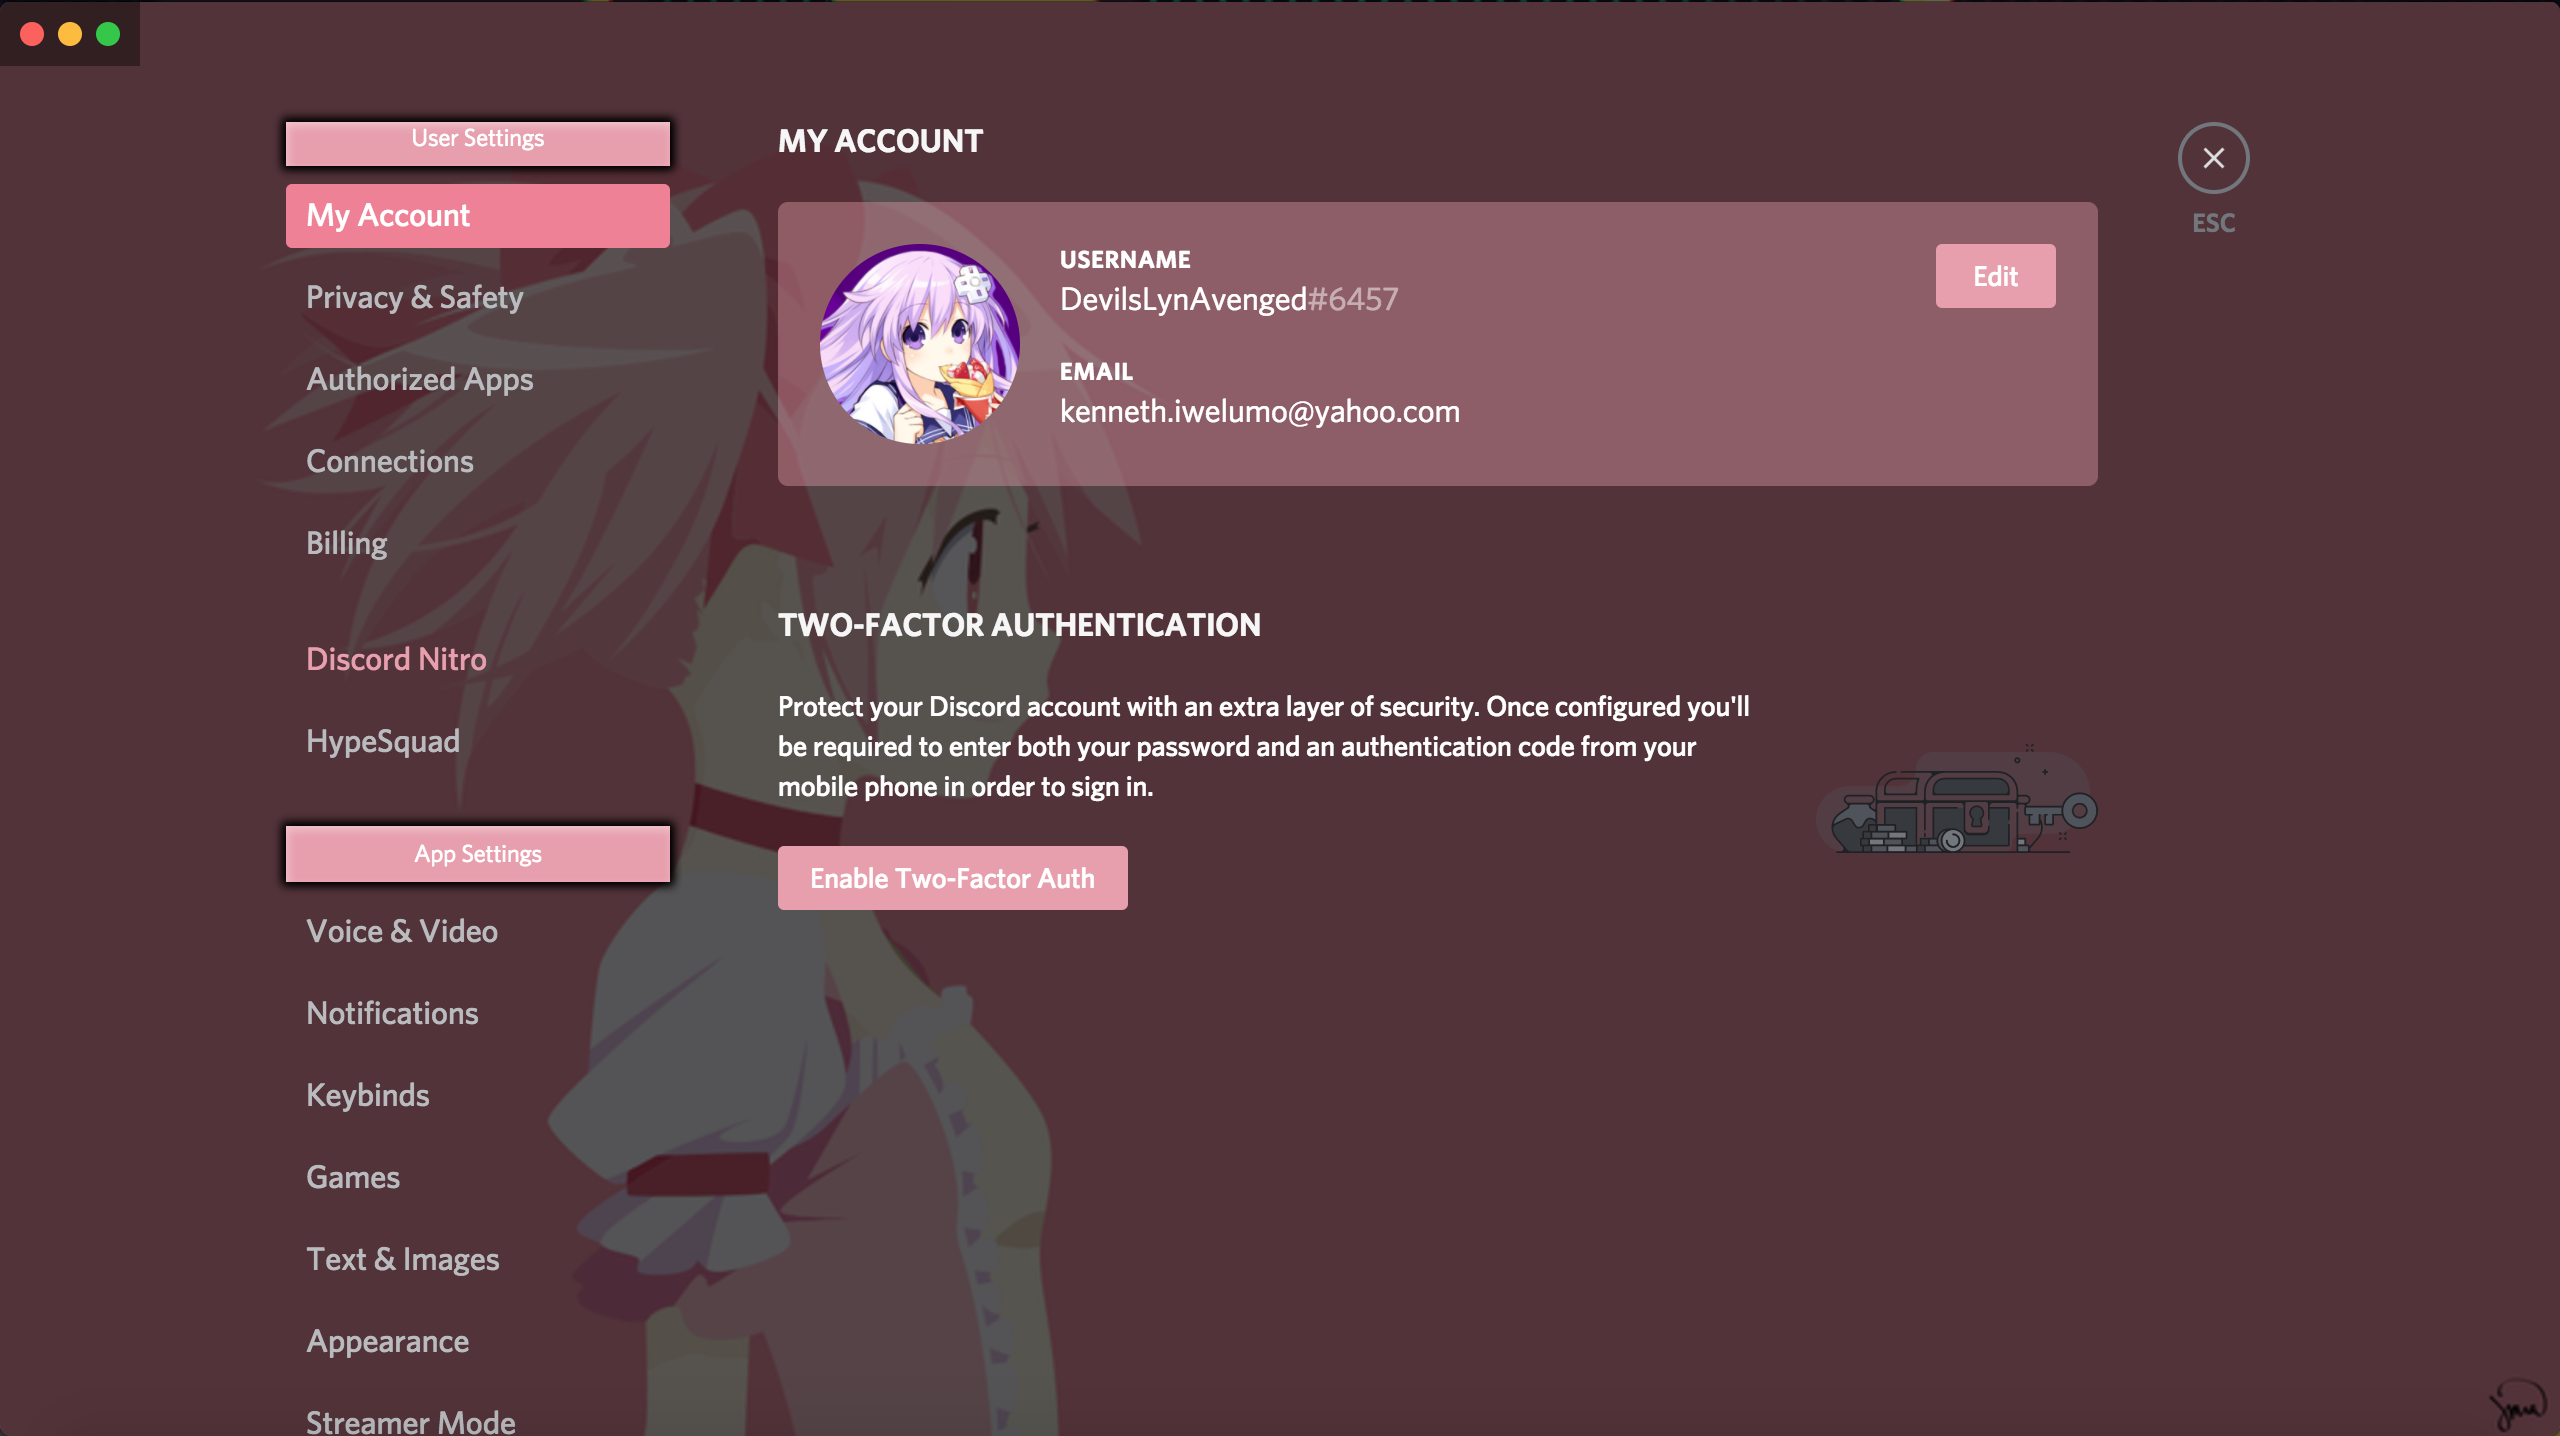 User Settings
My Account
Privacy & Safety
Authorized Apps
Connections
Billing
Discord Nitro
HypeSquad
App Settings
Voice & Video
Notifications
Keybinds
Games
Text & Images
Appearance
Streamer Mode
MY ACCOUNT
USERNAME
DevilsLynAvenged#6457
Edit
EMAIL
kenneth.iwelumo@yahoo.com
TWO-FACTOR AUTHENTICATION
Protect your Discord account with an extra layer of security. Once configured you'll
be required to enter both your password and an authentication code from your
mobile phone in order to sign in.
Enable Two-Factor Auth
ESC